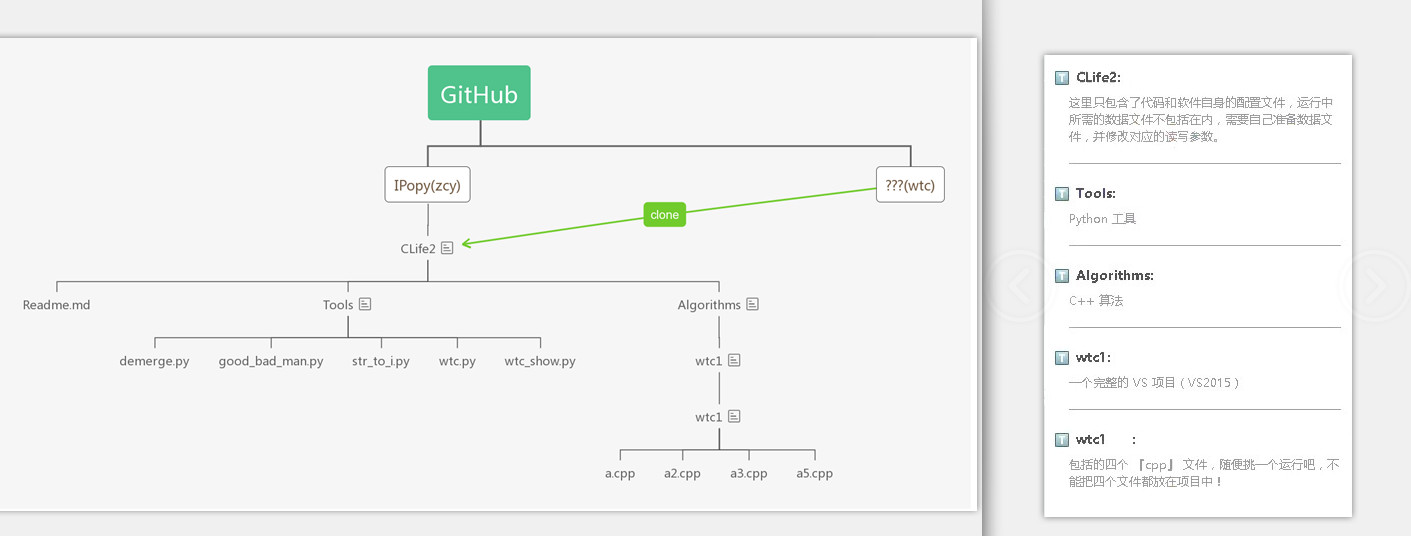 GitHub
IPopy(zcy)
???(wtc)
clone
CLife2
Readme.md
Tools
Algorithms
demerge.py
good_bad_man.py
str_to_i.py
wtc.py
wtc_show.py
wtc1
wtc1
a.cpp
a2.cpp
a3.cpp
a5.cpp
T CLife2:
这里只包含了代码和软件自身的配置文件，运行中
所需的数据文件不包括在内，需要自己准备数据文
件，并修改对应的读写参数。
T Tools:
Python 工具
T Algorithms:
C++ 算法
T wtc1:
一个完整的 VS 项目（VS2015）
T wtc1 :
包括的四个 『cpp』 文件，随便挑一个运行吧，不
能把四个文件都放在项目中！